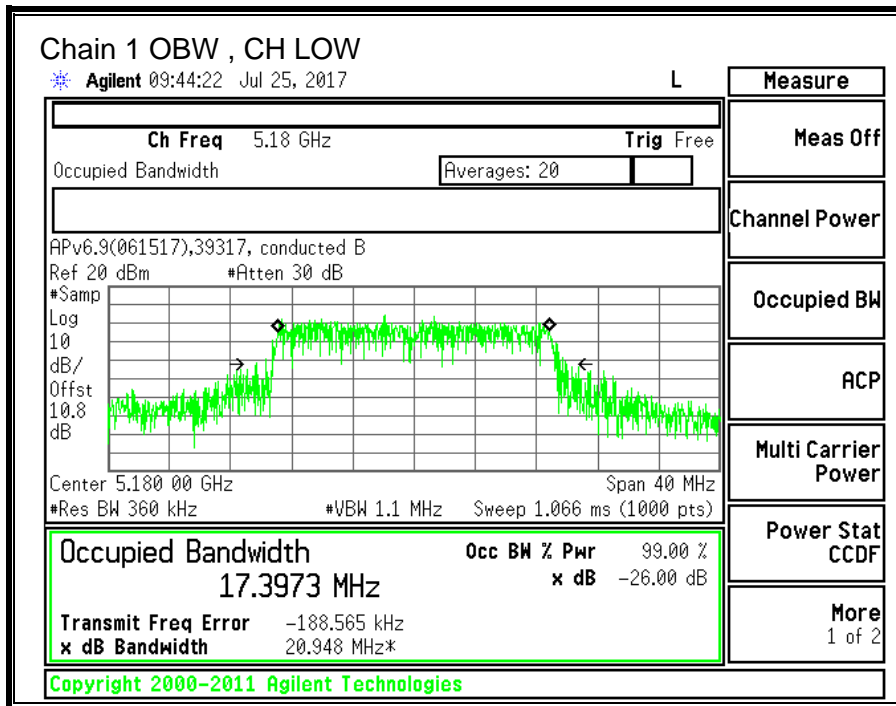 Chain 1 OBW , CH LOW
Agilent 09:44:22 Jul 25, 2017 L
Measure
Ch Freq 5.18 GHz Trig Free
Occupied Bandwidth Averages: 20
APv6.9(061517),39317, conducted B
Ref 20 dBm #Atten 30 dB
#Samp
Log
10
dB/
Offst
10.8
dB
Center 5.180 00 GHz Span 40 MHz
#Res BW 360 kHz #VBW 1.1 MHz Sweep 1.066 ms (1000 pts)
Occupied Bandwidth Occ BW % Pwr 99.00 %
17.3973 MHz x dB -26.00 dB
Transmit Freq Error -188.565 kHz
x dB Bandwidth 20.948 MHz*
Meas Off
Channel Power
Occupied BW
ACP
Multi Carrier
Power
Power Stat
CCDF
More
1 of 2
Copyright 2000-2011 Agilent Technologies